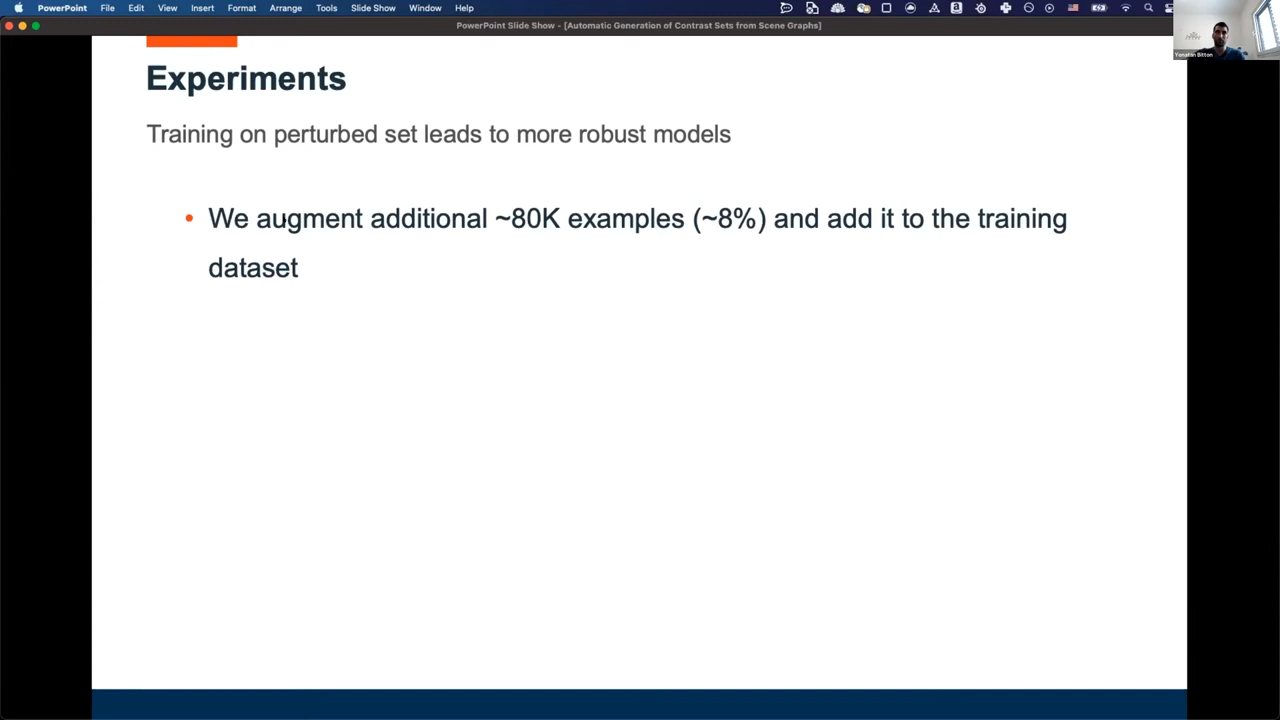 PowerPoint File Edit View Insert Format Arrange Tools Slide Show Window Help
PowerPoint Slide Show - [Automatic Generation of Contrast Sets from Scene Graphs]
Yonatan Bitton
Experiments
Training on perturbed set leads to more robust models
• We augment additional ~80K examples (~8%) and add it to the training
dataset